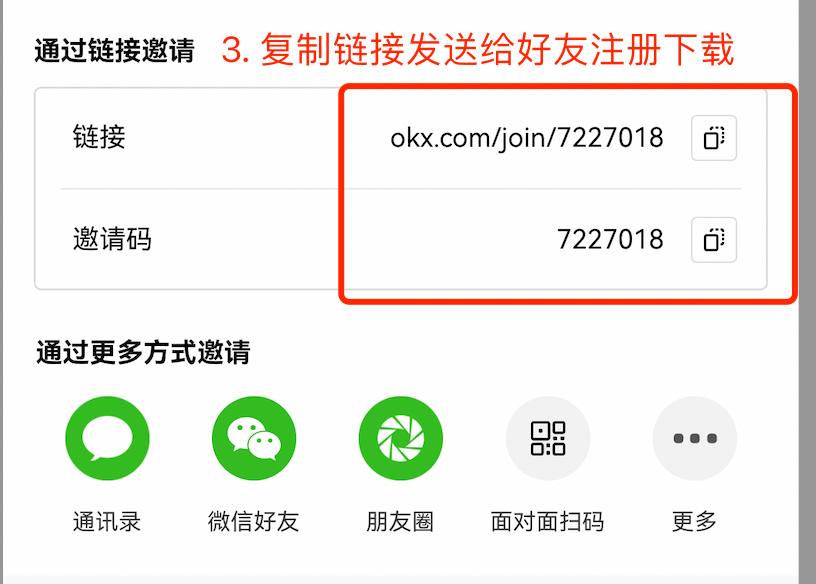 通过链接邀请 3. 复制链接发送给好友注册下载
链接 okx.com/join/7227018
邀请码 7227018
通过更多方式邀请
通讯录 微信好友 朋友圈 面对面扫码 更多